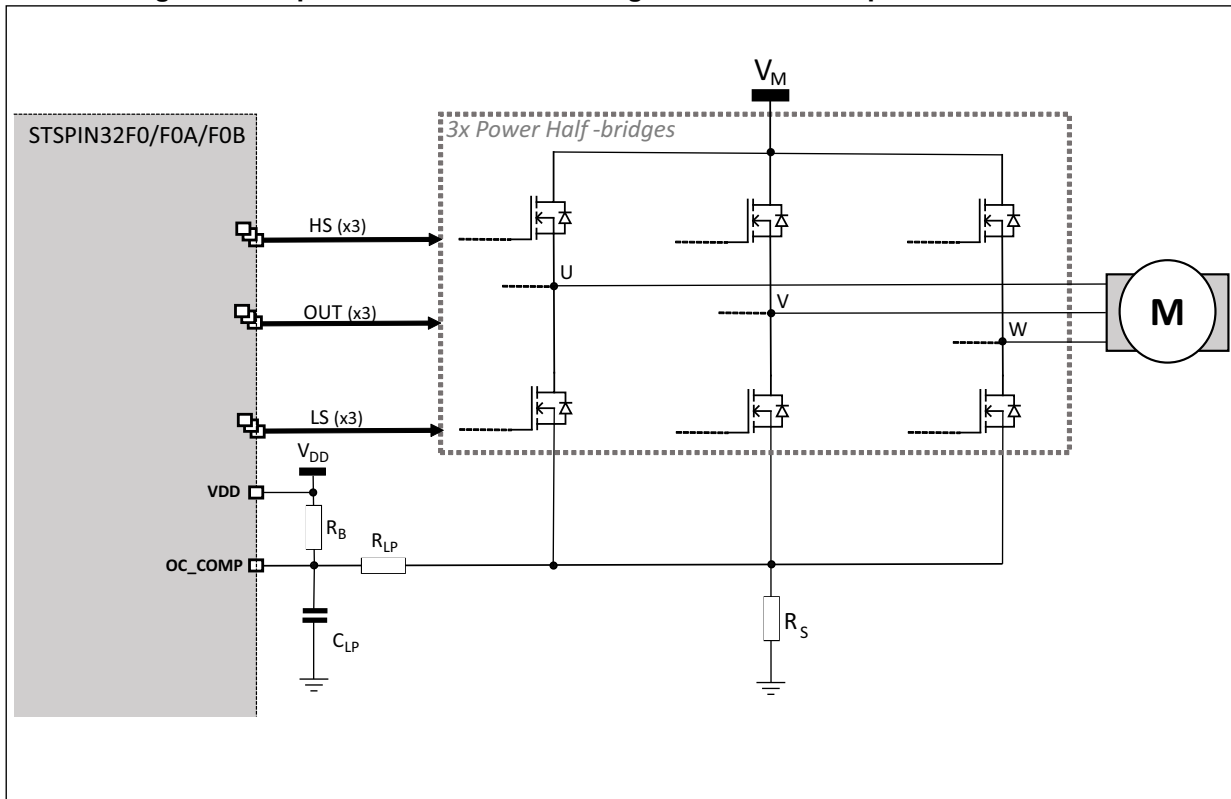 V_M
3x Power Half -bridges
STSPIN32F0/F0A/F0B
HS (x3)
U
OUT (x3)
V
M
W
LS (x3)
V_DD
VDD
R_B
R_LP
OC_COMP
R_S
C_LP